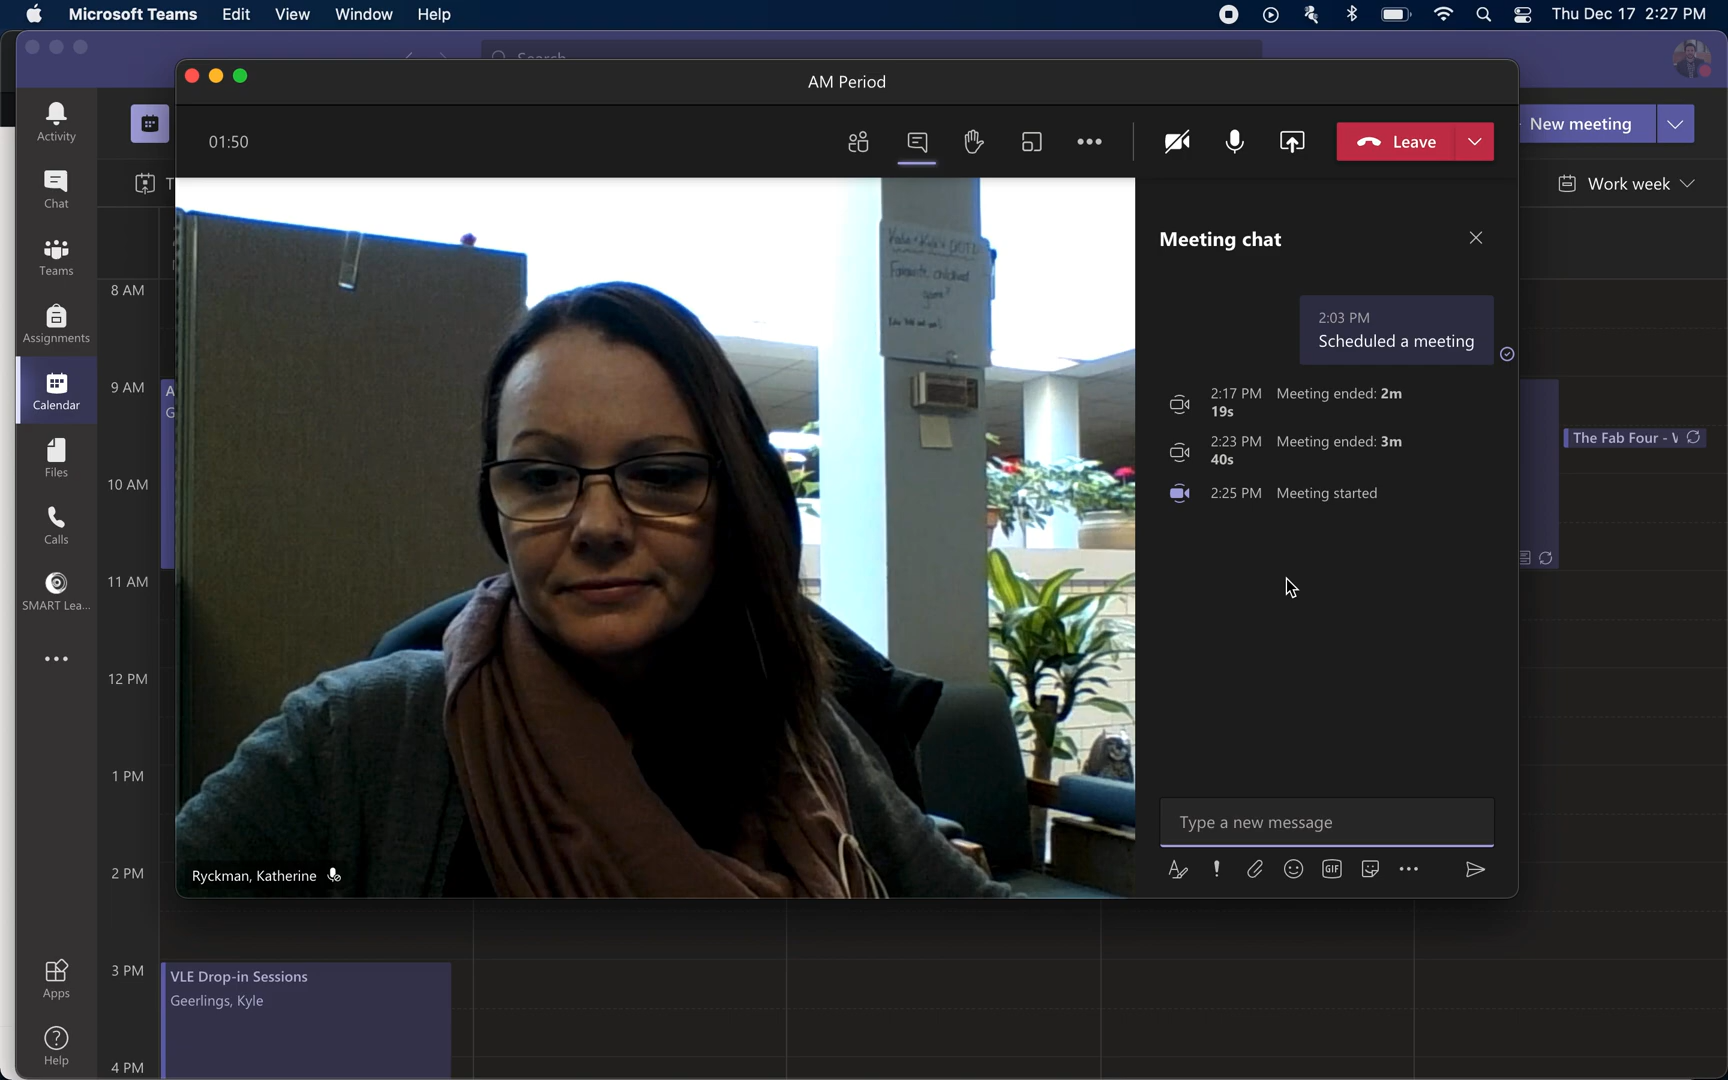 Microsoft Teams Edit View Window Help
Thu Dec 17 2:27 PM
AM Period
01:50
Leave
New meeting
Work week
Activity
Chat
Teams
Assignments
Calendar
Files
Calls
SMART Lea...
Apps
Help
8 AM
9 AM
10 AM
11 AM
12 PM
1 PM
2 PM
3 PM
4 PM
Meeting chat
2:03 PM
Scheduled a meeting
2:17 PM Meeting ended: 2m
19s
2:23 PM Meeting ended: 3m
40s
2:25 PM Meeting started
Type a new message
GIF
The Fab Four -
Ryckman, Katherine
VLE Drop-in Sessions
Geerlings, Kyle